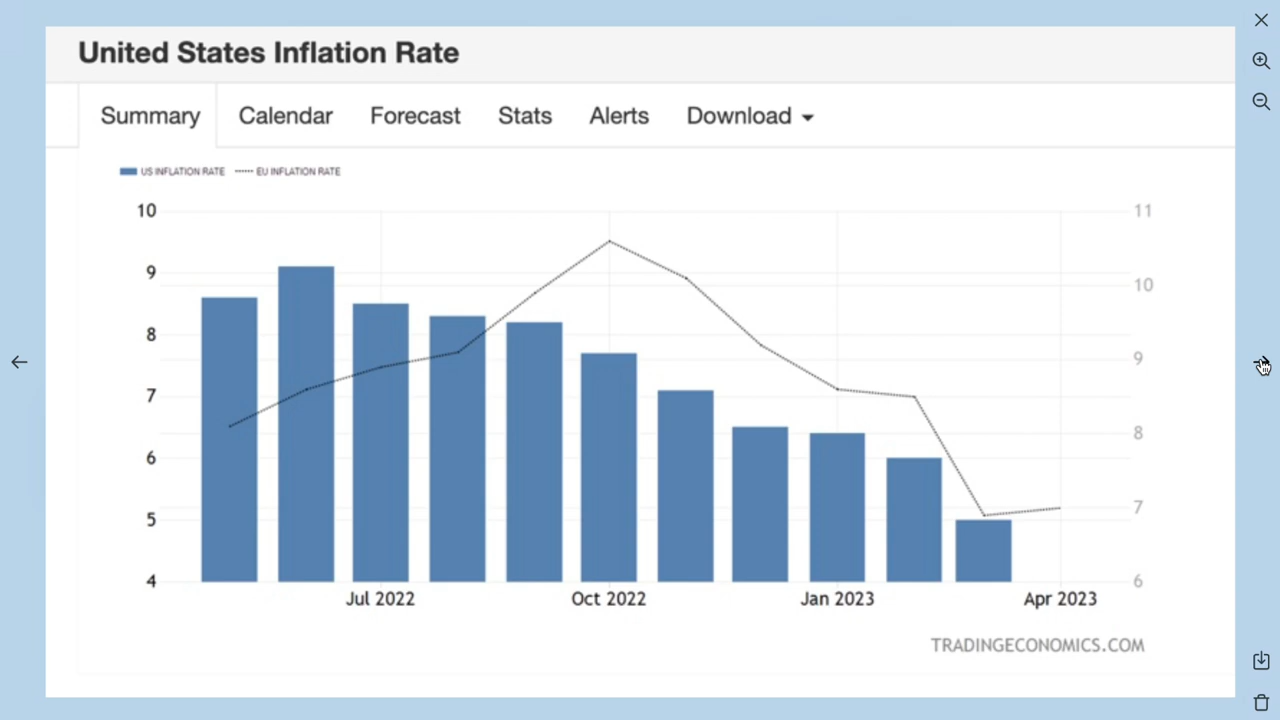 United States Inflation Rate
Summary Calendar Forecast Stats Alerts Download
US INFLATION RATE EU INFLATION RATE
10 11
9 10
8 9
7 8
6 7
5 6
4
Jul 2022 Oct 2022 Jan 2023 Apr 2023
TRADINGECONOMICS.COM